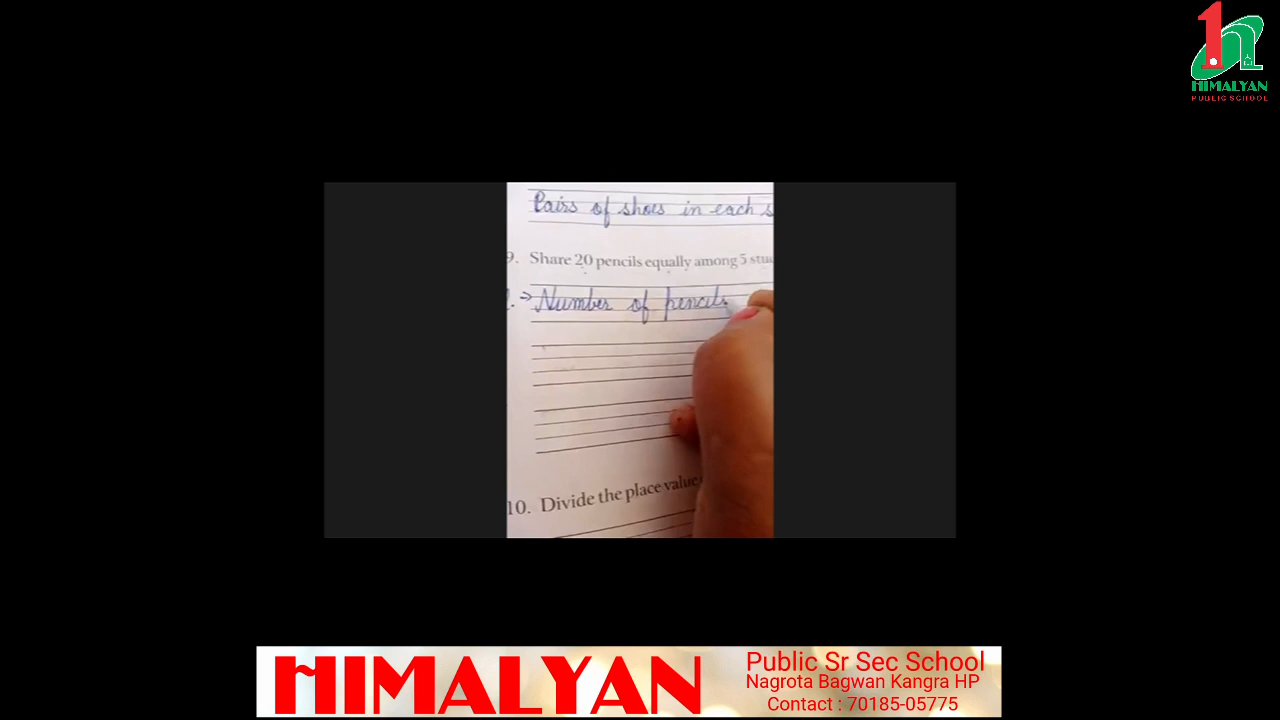 HIMALYAN
PUBLIC SCHOOL
Pairs of shoes in each
9. Share 20 pencils equally among 5
⇒ Number of pencils
10. Divide the place value
HIMALYAN
Public Sr Sec School
Nagrota Bagwan Kangra HP
Contact : 70185-05775